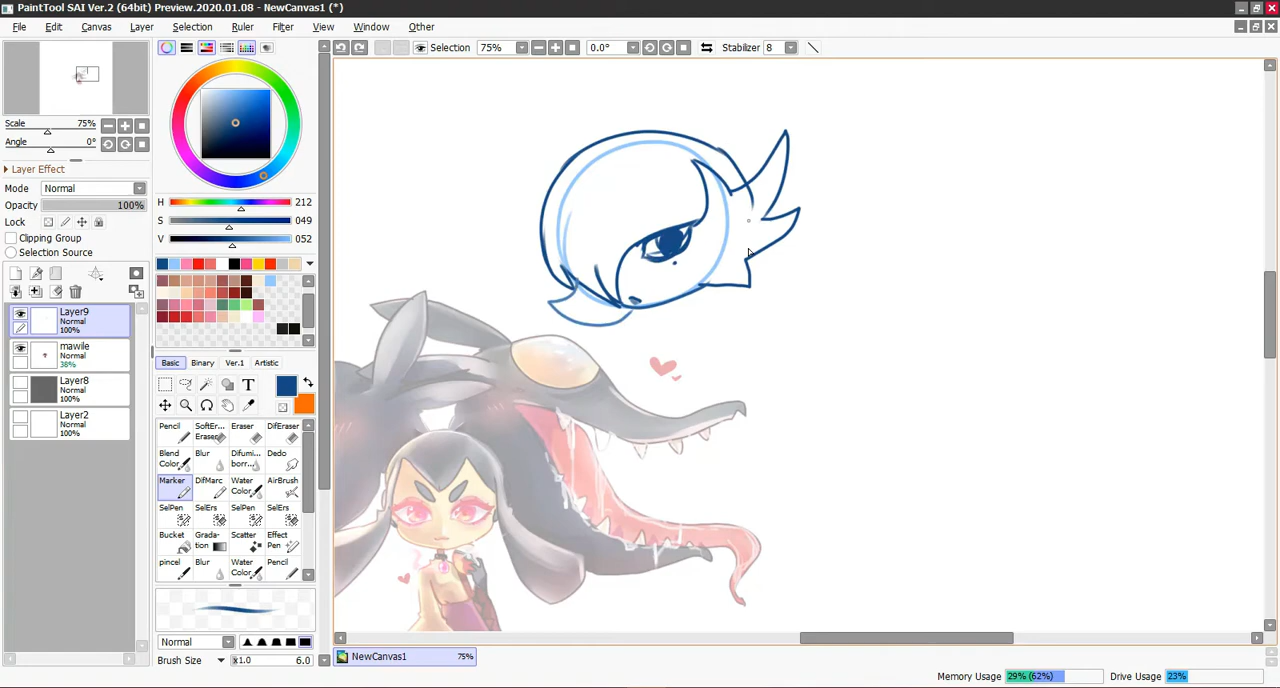 PaintTool SAI Ver.2 (64bit) Preview.2020.01.08 - NewCanvas1 (*)
File Edit Canvas Layer Selection Ruler Filter View Window Other
Selection 75% 0.0° Stabilizer 8
Scale 75%
Angle 0°
Layer Effect
Mode Normal
Opacity 100%
Lock
Clipping Group
Selection Source
Layer9
Normal
100%
mawile
Normal
38%
Layer8
Normal
100%
Layer2
Normal
100%
H 212
S 049
V 052
Basic Binary Ver.1 Artistic
T
Pencil SoftEr... Eraser Eraser DifEraser
Blend Color Blur Difumi... borr... Dedo
Marker DifMarc Water Color AirBrush
SelPen SelErs SelPen SelErs
Bucket Grada-tion Scatter Effect Pen
pincel Blur Water Color Pencil
Normal
Brush Size x1.0 6.0
NewCanvas1 75%
Memory Usage 29% (62%) Drive Usage 23%